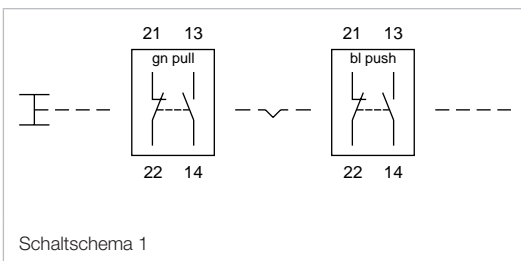 21 13 21 13
gn pull bl push
22 14 22 14
Schaltschema 1